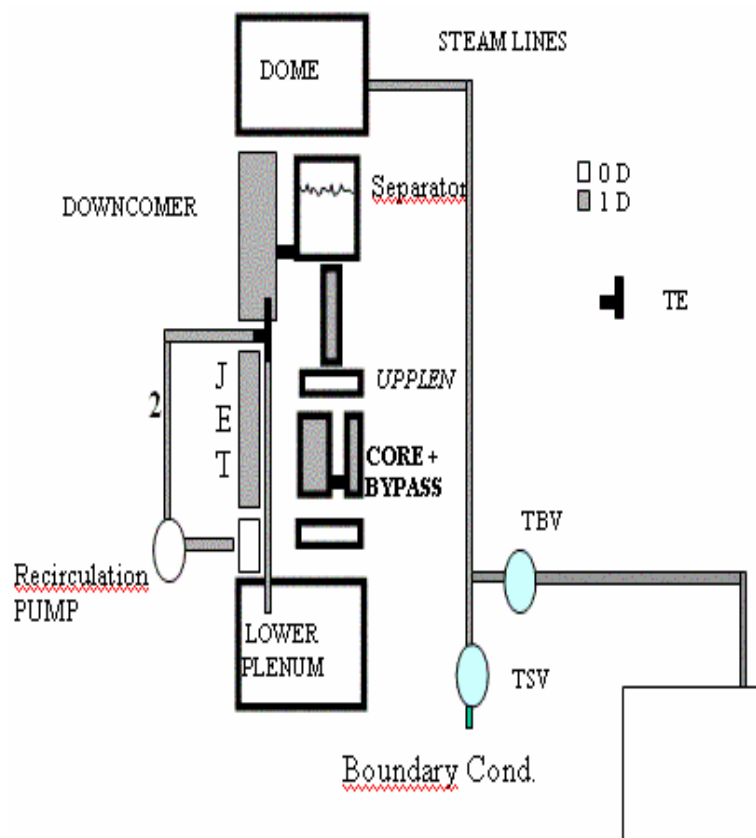 STEAM LINES
DOME
0 D
1 D
Separator
DOWNCOMER
TE
J
E
T
UPPLEN
2
CORE +
BYPASS
TBV
Recirculation
PUMP
LOWER
PLENUM
TSV
Boundary Cond.